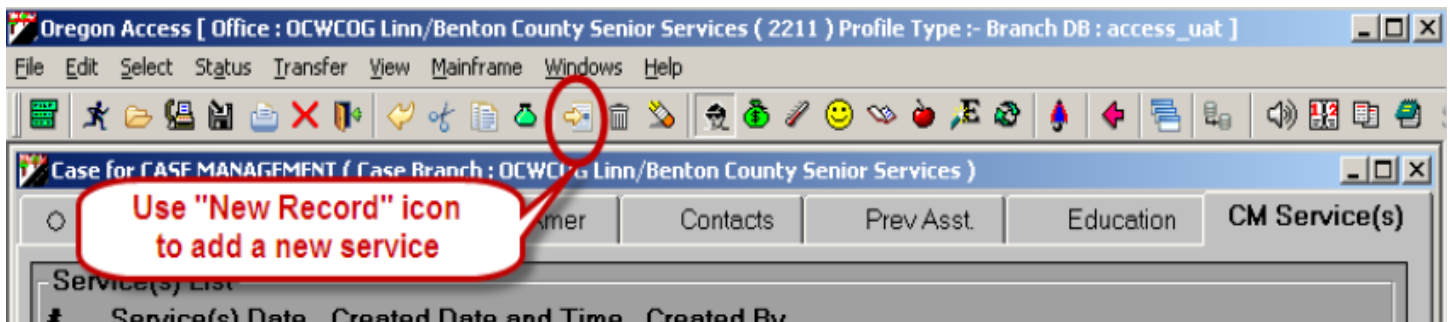 Oregon Access [ Office : OCWCOG Linn/Benton County Senior Services ( 2211 ) Profile Type :- Branch DB : access_uat ]
File Edit Select Status Transfer View Mainframe Windows Help
Case for CASE MANAGEMENT ( Case Branch : OCWCOG Linn/Benton County Senior Services )
Contacts Prev Asst. Education CM Service(s)
Use "New Record" icon
to add a new service
Service(s) List
Service(s) Date Created Date and Time Created By